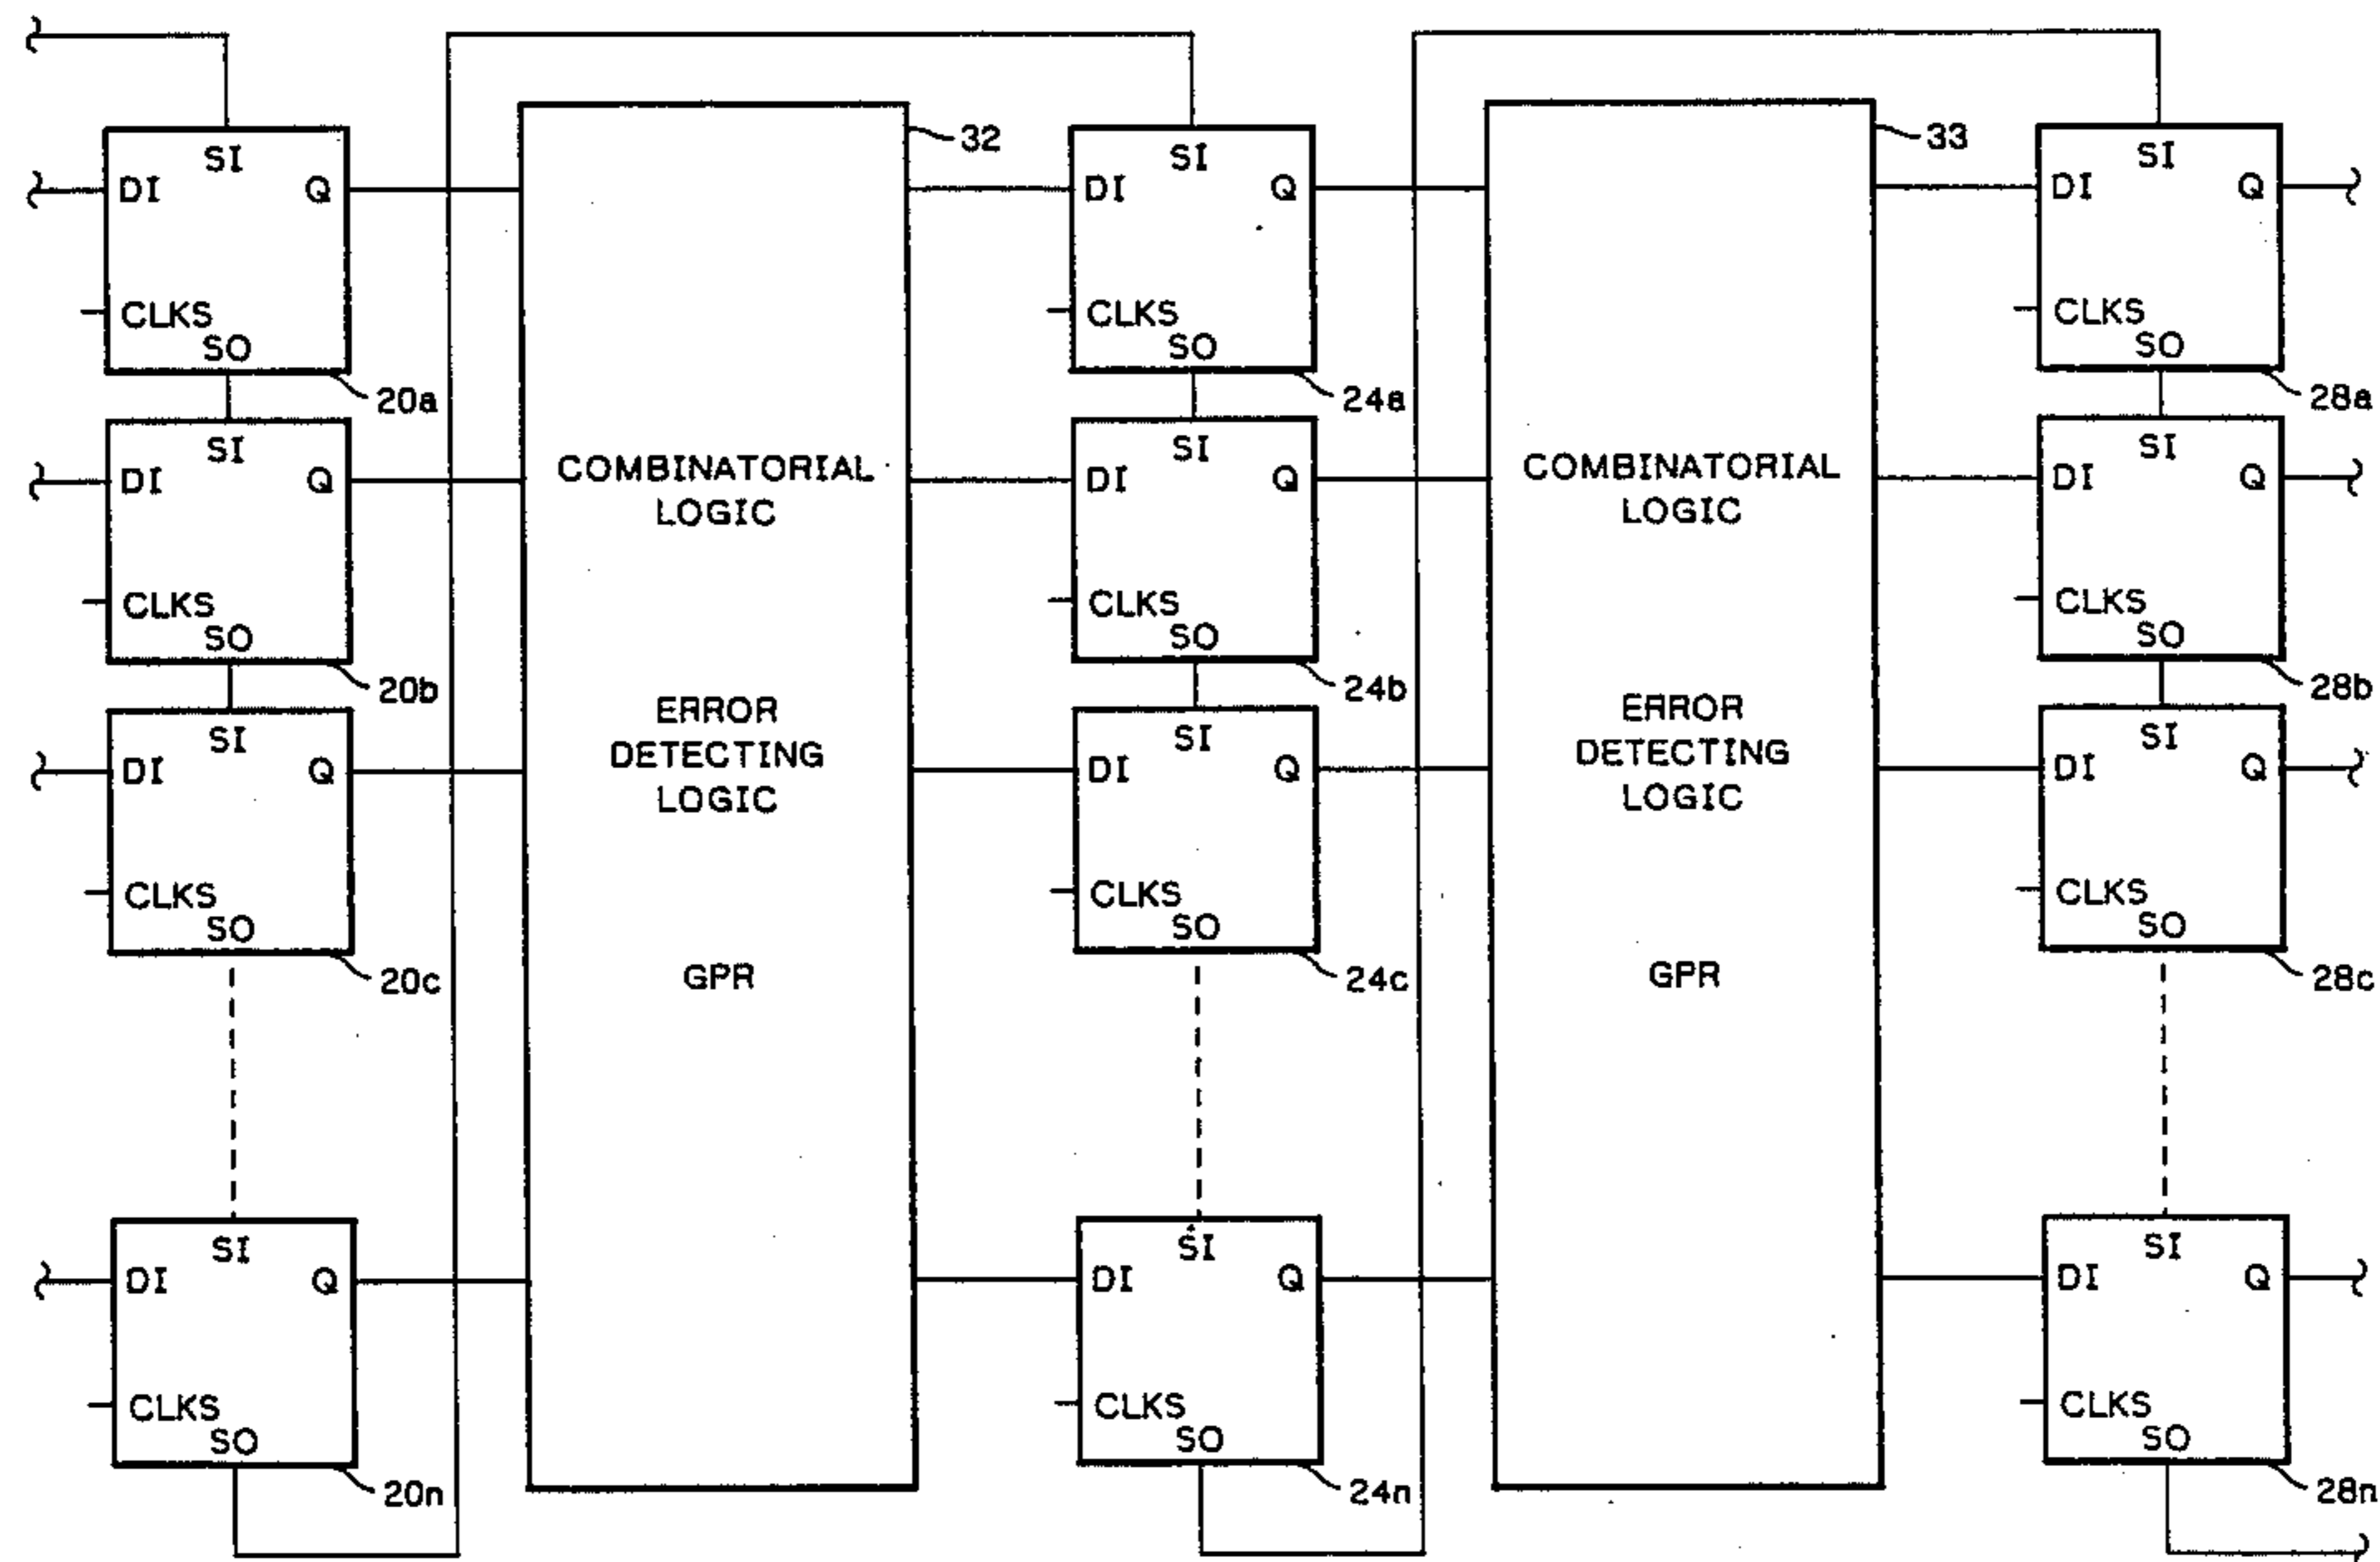 SI
DI Q
CLKS
SO
20a
SI
DI Q
CLKS
SO
20b
SI
DI Q
CLKS
SO
20c
SI
DI Q
CLKS
SO
20n
32
COMBINATORIAL
LOGIC
ERROR
DETECTING
LOGIC
GPR
SI
DI Q
CLKS
SO
24a
SI
DI Q
CLKS
SO
24b
SI
DI Q
CLKS
SO
24c
SI
DI Q
CLKS
SO
24n
33
COMBINATORIAL
LOGIC
ERROR
DETECTING
LOGIC
GPR
SI
DI Q
CLKS
SO
28a
SI
DI Q
CLKS
SO
28b
SI
DI Q
CLKS
SO
28c
SI
DI Q
CLKS
SO
28n